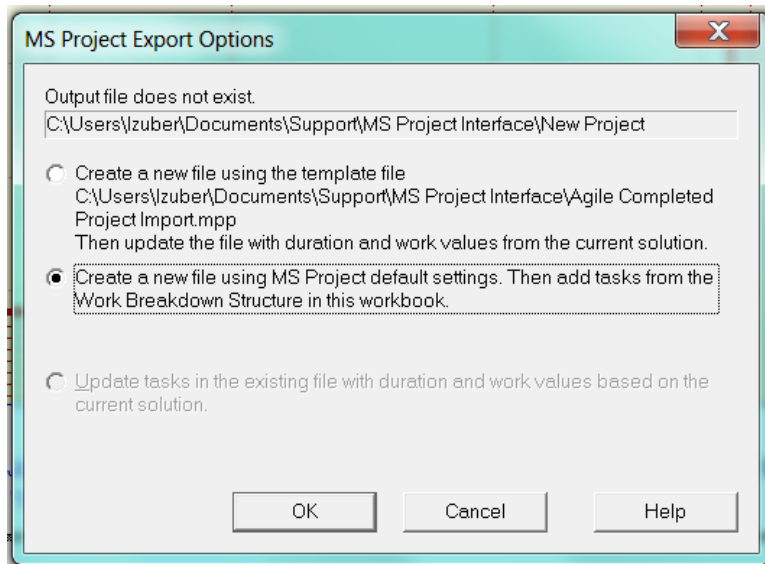 MS Project Export Options
X
Output file does not exist.
C:\Users\lzuber\Documents\Support\MS Project Interface\New Project
Create a new file using the template file
C:\Users\lzuber\Documents\Support\MS Project Interface\Agile Completed
Project Import.mpp
Then update the file with duration and work values from the current solution.
Create a new file using MS Project default settings. Then add tasks from the
Work Breakdown Structure in this workbook.
Update tasks in the existing file with duration and work values based on the
current solution.
OK Cancel Help